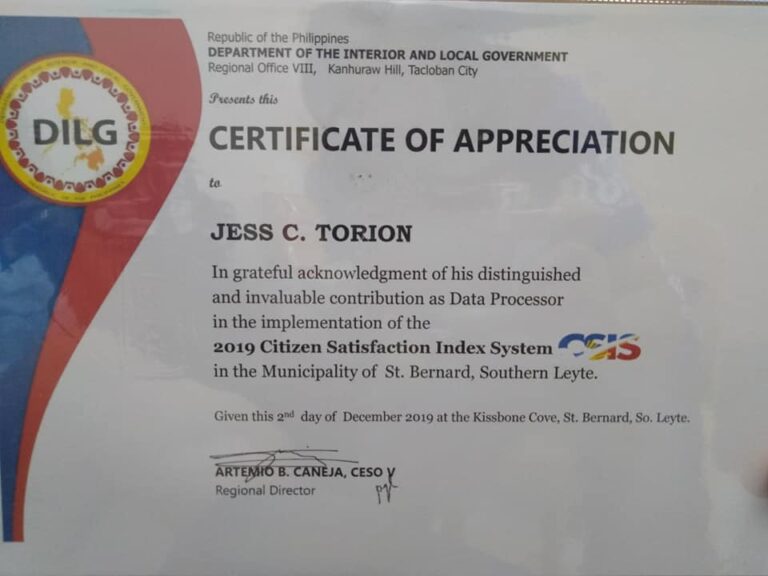 Republic of the Philippines
DEPARTMENT OF THE INTERIOR AND LOCAL GOVERNMENT
Regional Office VIII, Kanhuraw Hill, Tacloban City
Presents this
CERTIFICATE OF APPRECIATION
to
DILG
JESS C. TORION
In grateful acknowledgment of his distinguished
and invaluable contribution as Data Processor
in the implementation of the
2019 Citizen Satisfaction Index System CSIS
in the Municipality of St. Bernard, Southern Leyte.
Given this 2nd day of December 2019 at the Kissbone Cove, St. Bernard, So. Leyte.
ARTEMIO B. CANEJA, CESO V
Regional Director